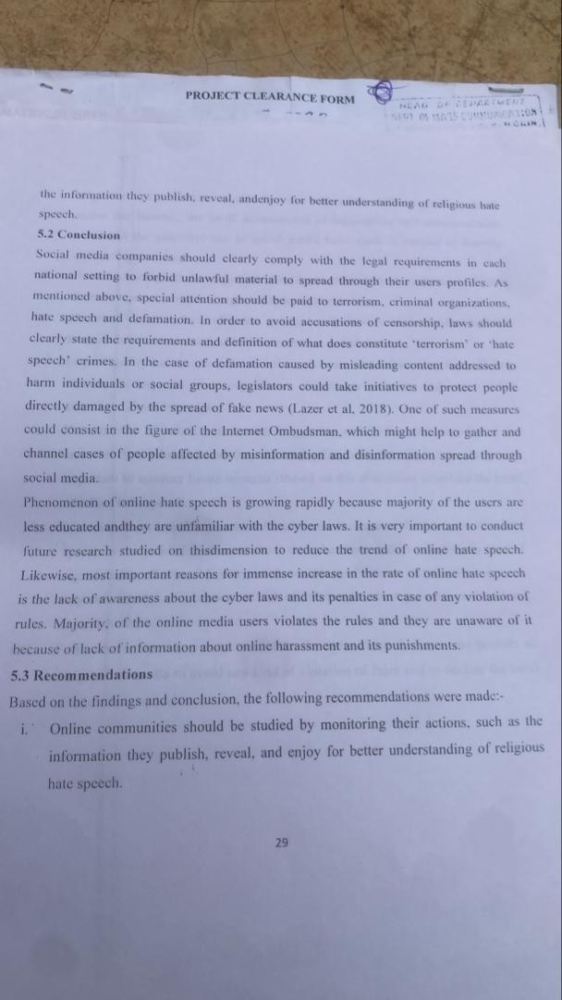 PROJECT CLEARANCE FORM
HEAD OF DEPARTMENT
DEPT OF MASS COMMUNICATION
the information they publish, reveal, andenjoy for better understanding of religious hate
speech.
5.2 Conclusion
Social media companies should clearly comply with the legal requirements in each
national setting to forbid unlawful material to spread through their users profiles. As
mentioned above, special attention should be paid to terrorism, criminal organizations,
hate speech and defamation. In order to avoid accusations of censorship, laws should
clearly state the requirements and definition of what does constitute 'terrorism' or 'hate
speech' crimes. In the case of defamation caused by misleading content addressed to
harm individuals or social groups, legislators could take initiatives to protect people
directly damaged by the spread of fake news (Lazer et al, 2018). One of such measures
could consist in the figure of the Internet Ombudsman, which might help to gather and
channel cases of people affected by misinformation and disinformation spread through
social media.
Phenomenon of online hate speech is growing rapidly because majority of the users are
less educated andthey are unfamiliar with the cyber laws. It is very important to conduct
future research studied on thisdimension to reduce the trend of online hate speech.
Likewise, most important reasons for immense increase in the rate of online hate speech
is the lack of awareness about the cyber laws and its penalties in case of any violation of
rules. Majority, of the online media users violates the rules and they are unaware of it
because of lack of information about online harassment and its punishments.
5.3 Recommendations
Based on the findings and conclusion, the following recommendations were made:-
i. Online communities should be studied by monitoring their actions, such as the
information they publish, reveal, and enjoy for better understanding of religious
hate speech.
29